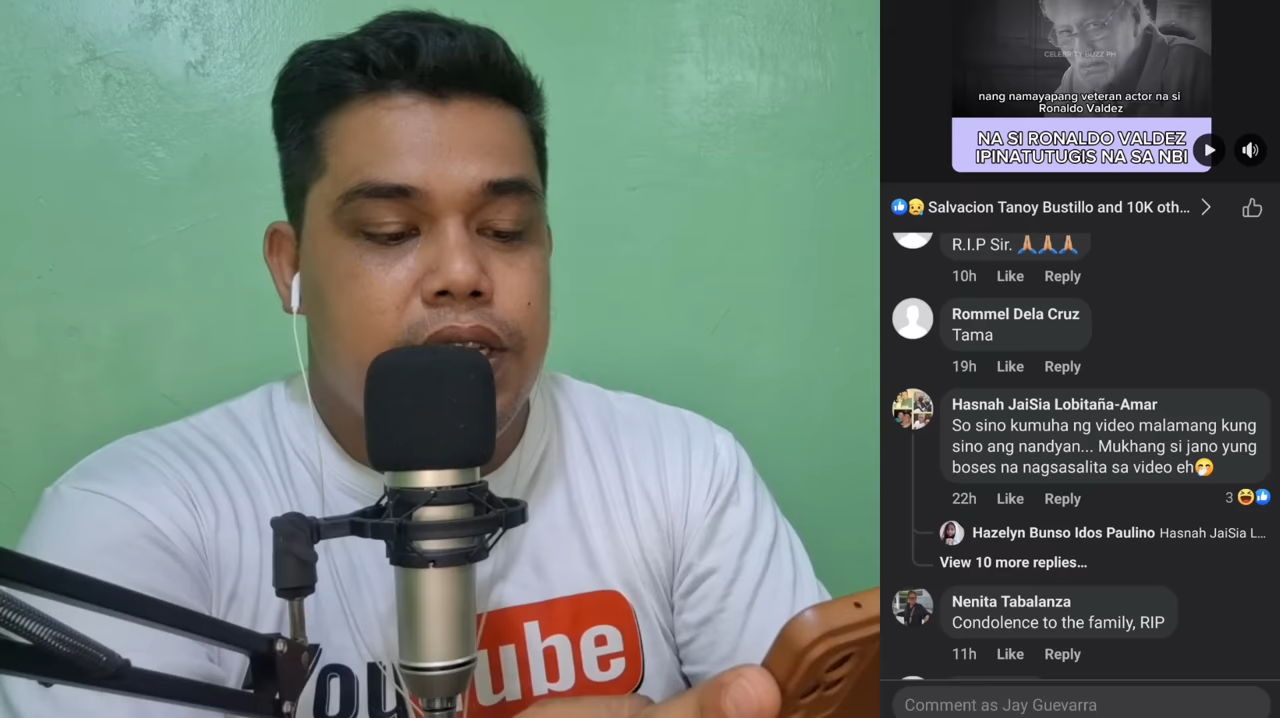 YouTube
CELEBRITY BUZZ PH
nang namayapang veteran actor na si
Ronaldo Valdez
NA SI RONALDO VALDEZ
IPINATUTUGIS NA SA NBI
Salvacion Tanoy Bustillo and 10K oth...
R.I.P Sir. 🙏🙏🙏
10h Like Reply
Rommel Dela Cruz
Tama
19h Like Reply
Hasnah JaiSia Lobitaña-Amar
So sino kumuha ng video malamang kung
sino ang nandyan... Mukhang si jano yung
boses na nagsasalita sa video eh🤭
22h Like Reply 3
Hazelyn Bunso Idos Paulino Hasnah JaiSia L...
View 10 more replies...
Nenita Tabalanza
Condolence to the family, RIP
11h Like Reply
Comment as Jay Guevarra